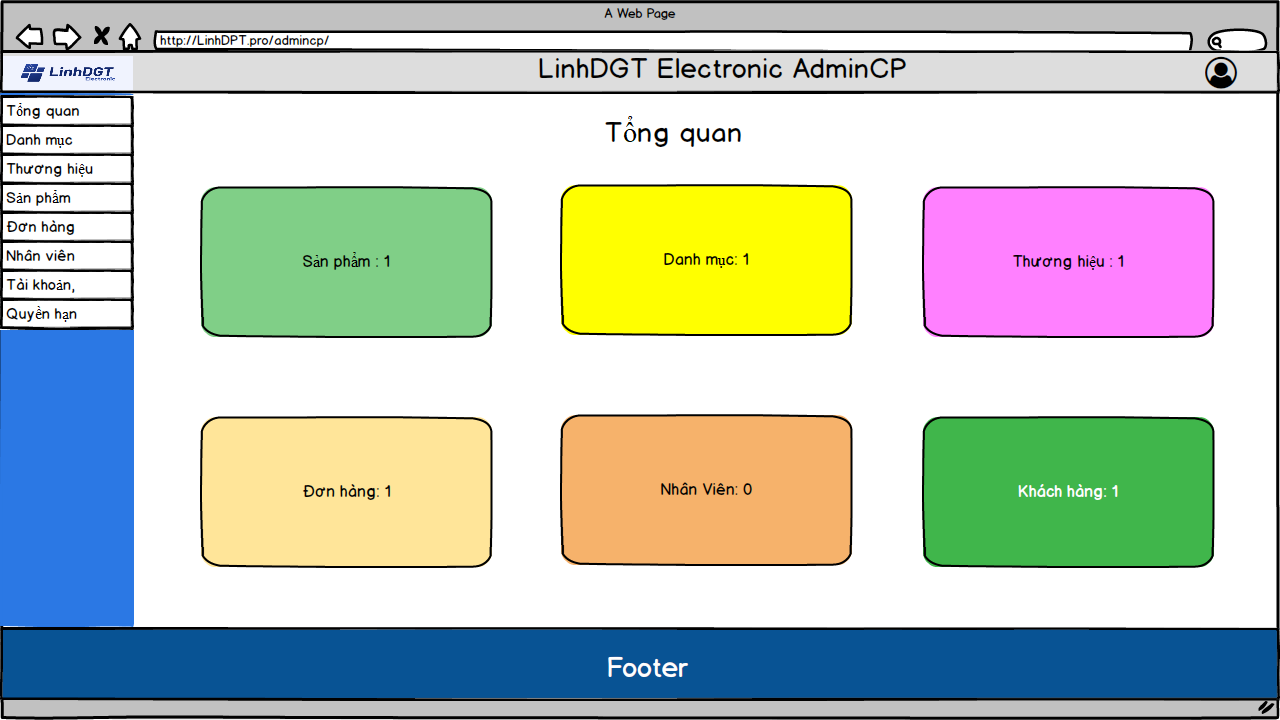 A Web Page
http://LinhDPT.pro/admincp/
LinhDGT
Electronic
LinhDGT Electronic AdminCP
Tổng quan
Danh mục
Thương hiệu
Sản phẩm
Đơn hàng
Nhân viên
Tài khoản,
Quyền hạn
Tổng quan
Sản phẩm : 1
Danh mục: 1
Thương hiệu : 1
Đơn hàng: 1
Nhân Viên: 0
Khách hàng: 1
Footer